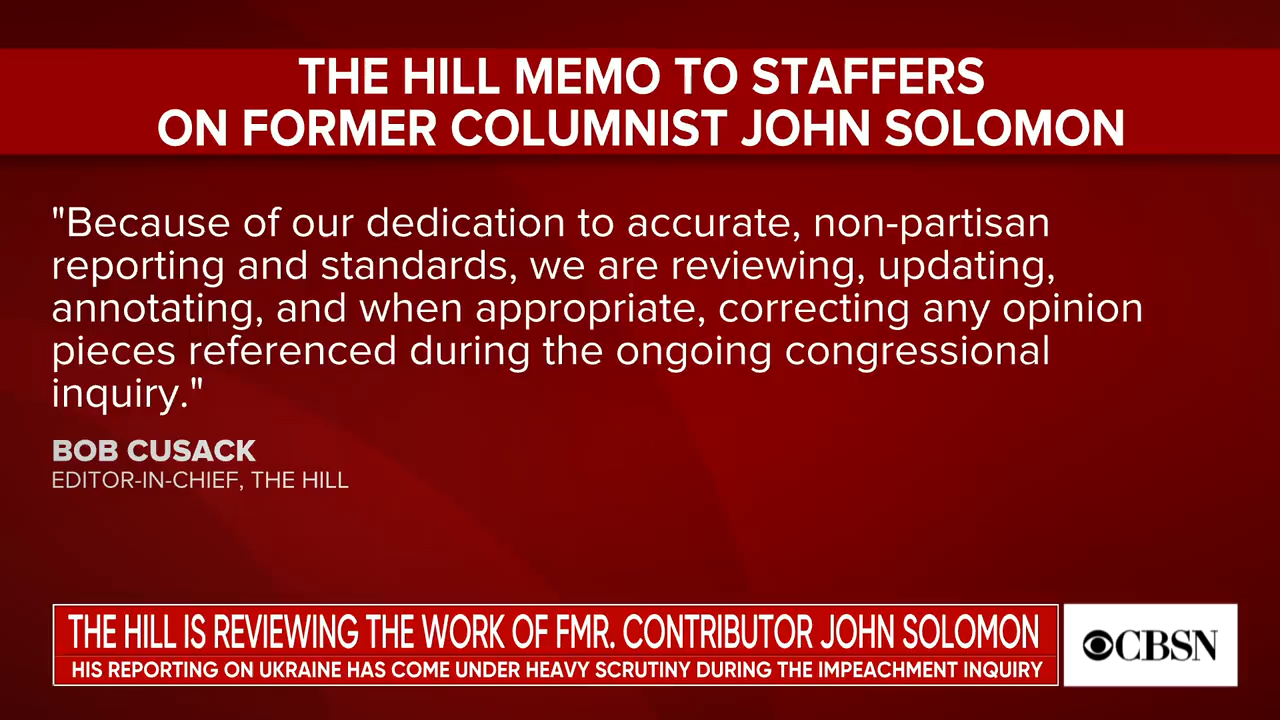 THE HILL MEMO TO STAFFERS
ON FORMER COLUMNIST JOHN SOLOMON
"Because of our dedication to accurate, non-partisan
reporting and standards, we are reviewing, updating,
annotating, and when appropriate, correcting any opinion
pieces referenced during the ongoing congressional
inquiry."
BOB CUSACK
EDITOR-IN-CHIEF, THE HILL
THE HILL IS REVIEWING THE WORK OF FMR. CONTRIBUTOR JOHN SOLOMON
HIS REPORTING ON UKRAINE HAS COME UNDER HEAVY SCRUTINY DURING THE IMPEACHMENT INQUIRY
CBSN